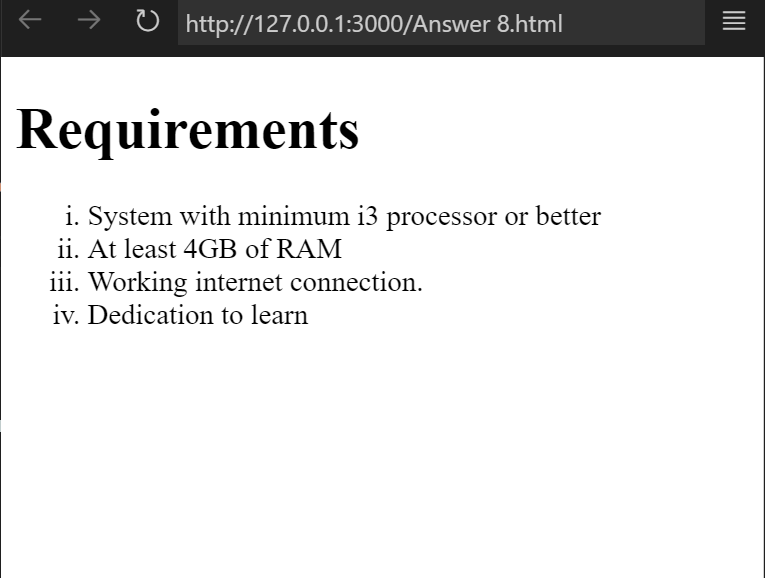 http://127.0.0.1:3000/Answer 8.html
Requirements
i. System with minimum i3 processor or better
ii. At least 4GB of RAM
iii. Working internet connection.
iv. Dedication to learn